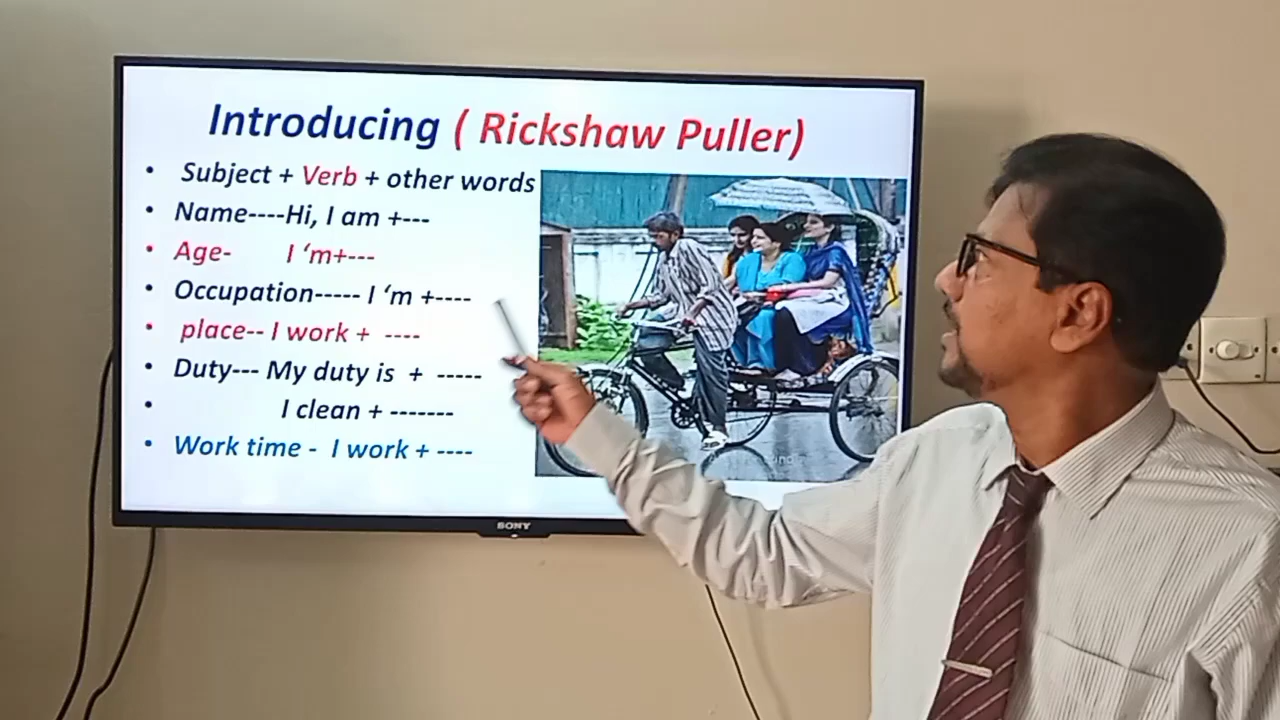 Introducing ( Rickshaw Puller)
• Subject + Verb + other words
• Name----Hi, I am +---
• Age- I ‘m+---
• Occupation----- I ‘m +----
• place-- I work + ----
• Duty--- My duty is + -----
• I clean + -------
• Work time - I work + ----
SONY